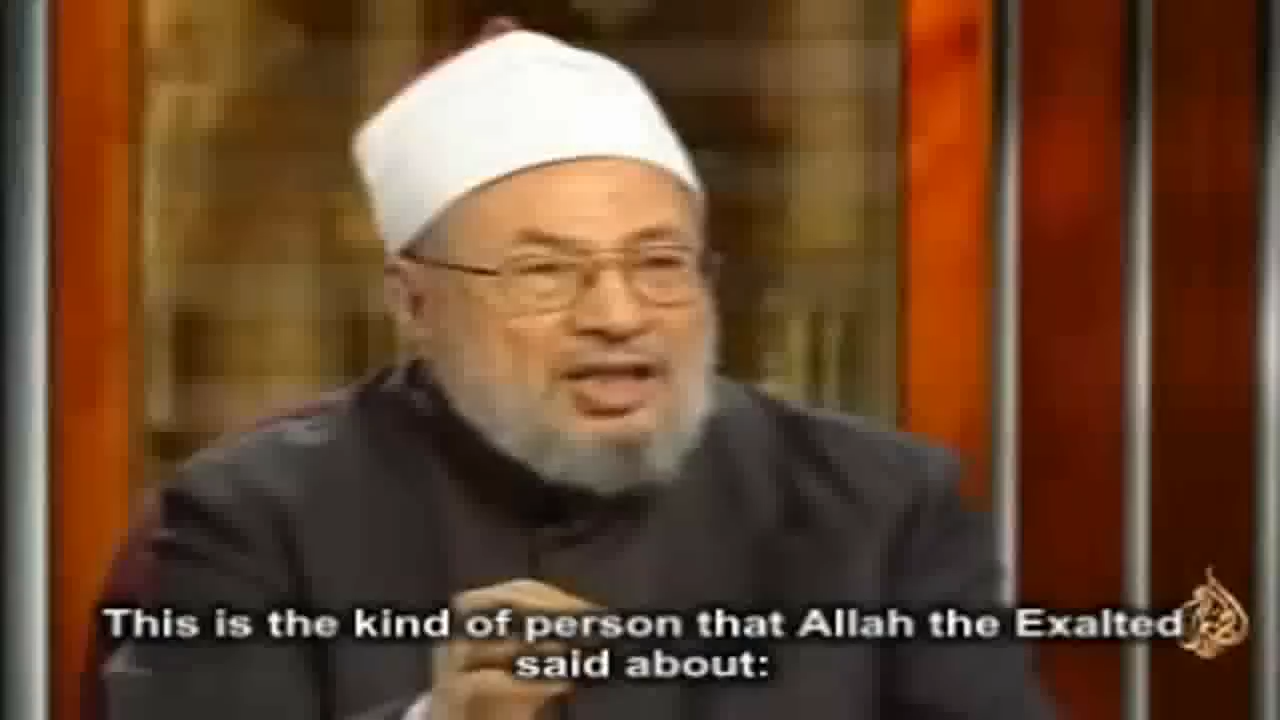 This is the kind of person that Allah the Exalted
said about: